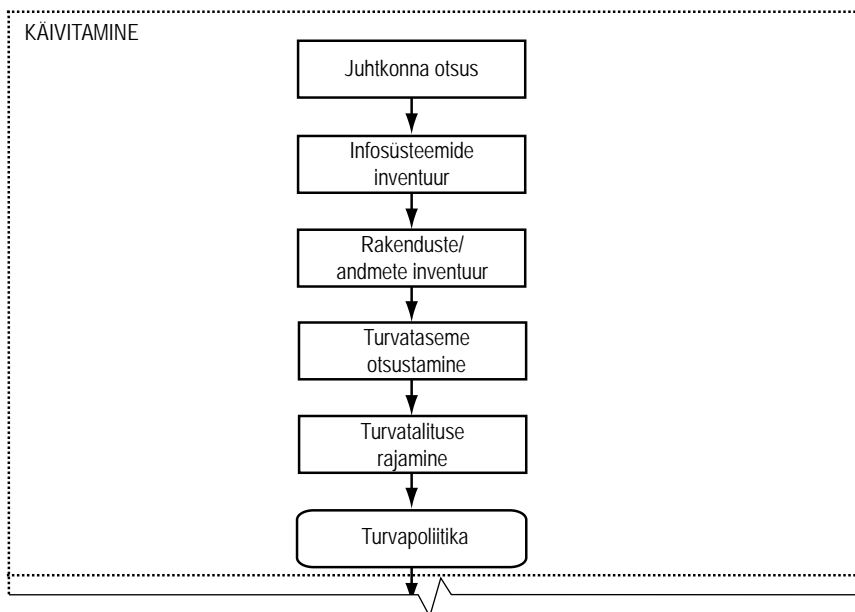 KÄIVITAMINE
Juhtkonna otsus
Infosüsteemide
inventuur
Rakenduste/
andmete inventuur
Turvataseme
otsustamine
Turvatalituse
rajamine
Turvapoliitika